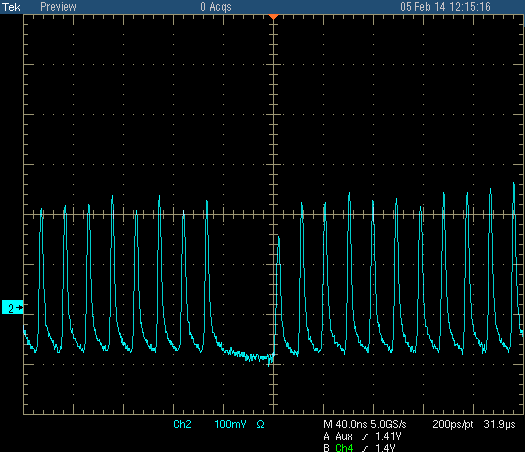 Tek Preview 0 Acqs 05 Feb 14 12:15:16
2
Ch2 100mV Ω M 40.0ns 5.0GS/s 200ps/pt 31.9µs
A Aux ⁄ 1.41V
B Ch4 ⁄ 1.4V